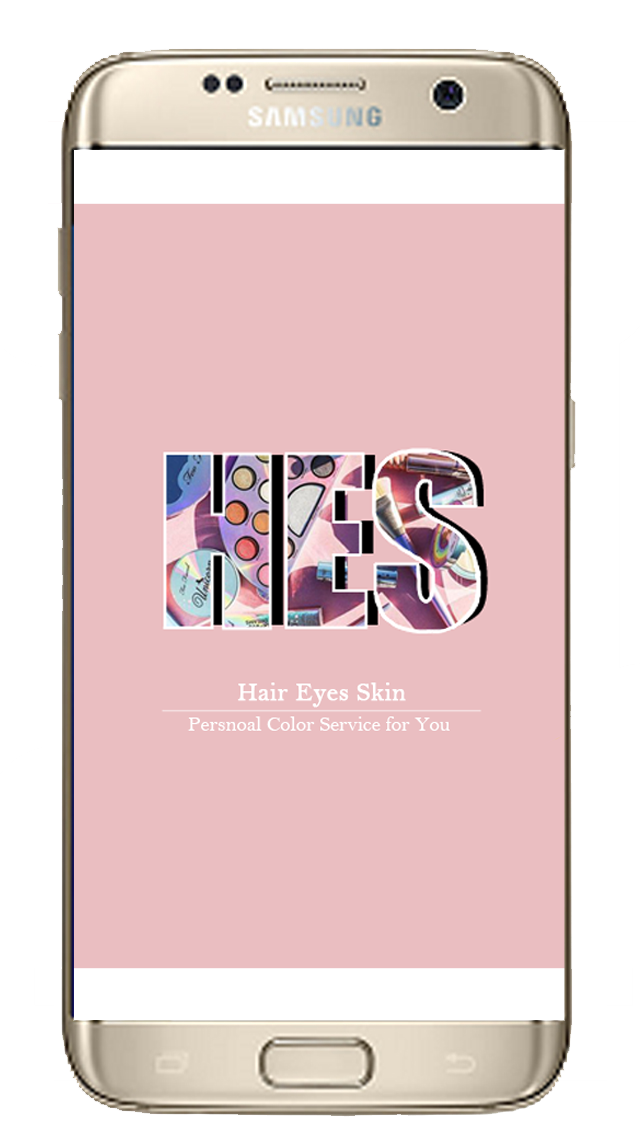 SAMSUNG
HES
Hair Eyes Skin
Persnoal Color Service for You